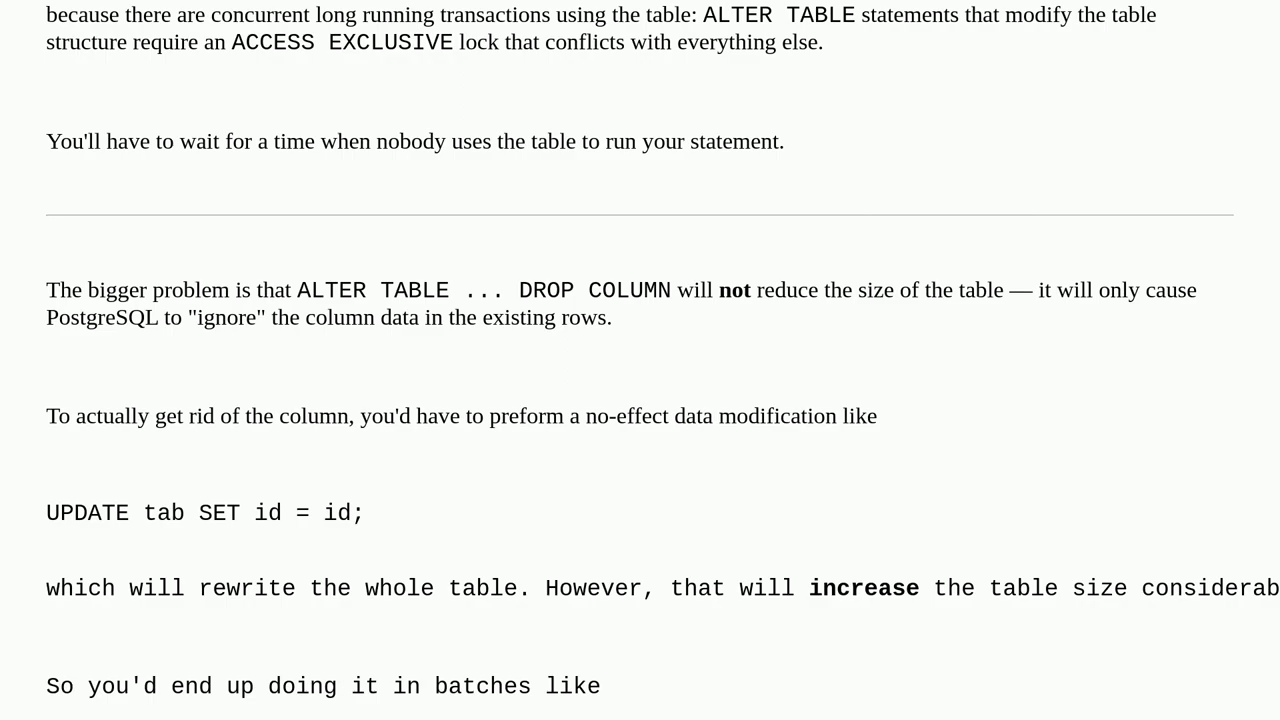 because there are concurrent long running transactions using the table: ALTER TABLE statements that modify the table
structure require an ACCESS EXCLUSIVE lock that conflicts with everything else.
You'll have to wait for a time when nobody uses the table to run your statement.
The bigger problem is that ALTER TABLE ... DROP COLUMN will not reduce the size of the table — it will only cause
PostgreSQL to "ignore" the column data in the existing rows.
To actually get rid of the column, you'd have to preform a no-effect data modification like
UPDATE tab SET id = id;
which will rewrite the whole table. However, that will increase the table size considerab
So you'd end up doing it in batches like